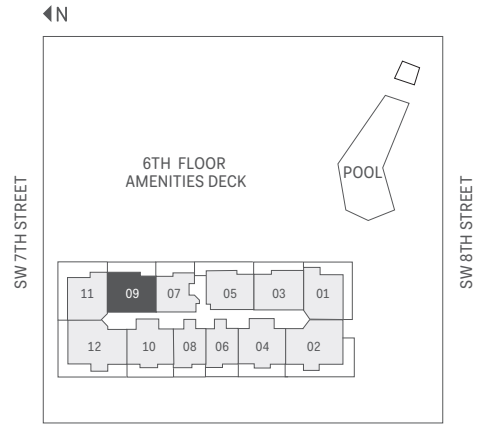 N
SW 7TH STREET
6TH FLOOR
AMENITIES DECK
POOL
SW 8TH STREET
11
09
07
05
03
01
12
10
08
06
04
02